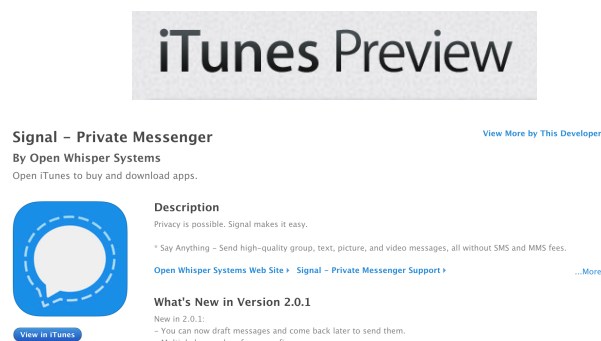 iTunes Preview
Signal - Private Messenger
View More by This Developer
By Open Whisper Systems
Open iTunes to buy and download apps.
Description
Privacy is possible. Signal makes it easy.
* Say Anything - Send high-quality group, text, picture, and video messages, all without SMS and MMS fees.
Open Whisper Systems Web Site Signal - Private Messenger Support
...More
What's New in Version 2.0.1
New in 2.0.1:
- You can now draft messages and come back later to send them.
View in iTunes